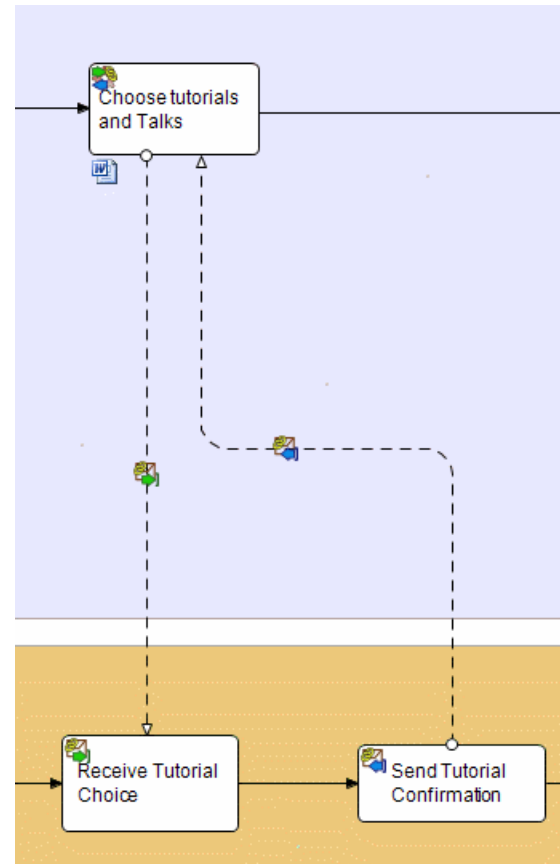 Choose tutorials
and Talks
Receive Tutorial
Choice
Send Tutorial
Confirmation